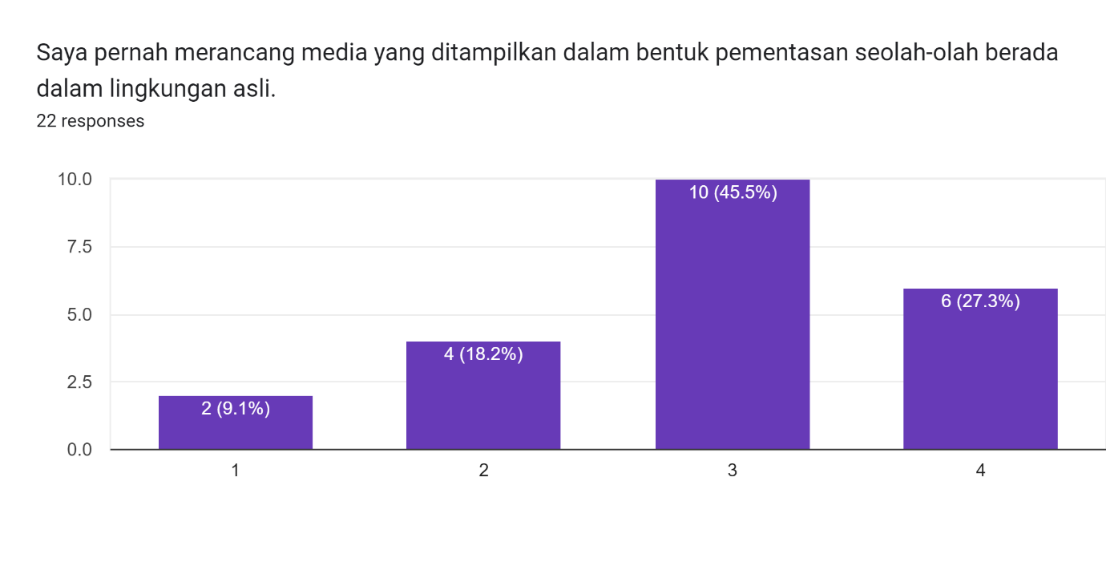 Saya pernah merancang media yang ditampilkan dalam bentuk pementasan seolah-olah berada
dalam lingkungan asli.
22 responses
10.0
10 (45.5%)
7.5
6 (27.3%)
5.0
4 (18.2%)
2.5
2 (9.1%)
0.0
1 2 3 4